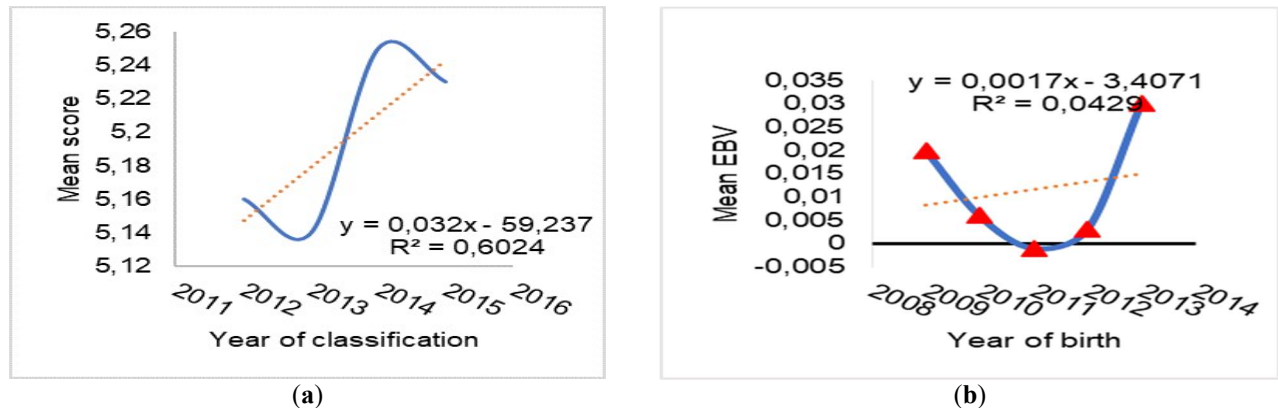 5,26
5,24
5,22
5,2
5,18
5,16
5,14
5,12
Mean score
y = 0,032x - 59,237
R² = 0,6024
2011 2012 2013 2014 2015 2016
Year of classification
(a)
0,035
0,03
0,025
0,02
0,015
0,01
0,005
0
-0,005
Mean EBV
y = 0,0017x - 3,4071
R² = 0,0429
2008 2009 2010 2011 2012 2013 2014
Year of birth
(b)